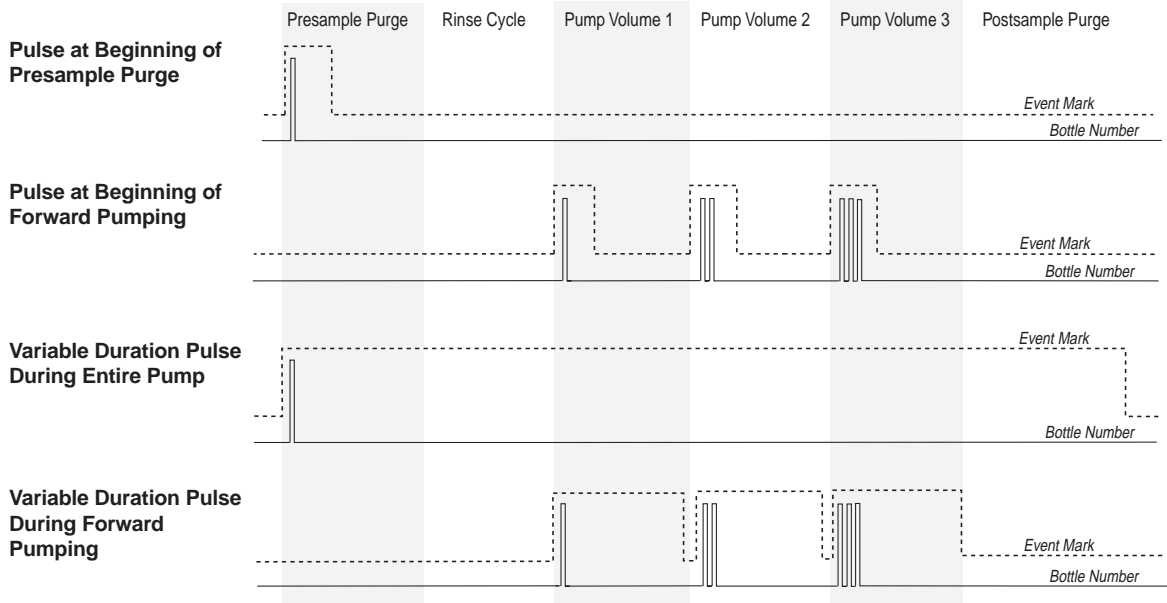 Presample Purge Rinse Cycle Pump Volume 1 Pump Volume 2 Pump Volume 3 Postsample Purge
Pulse at Beginning of
Presample Purge
Event Mark
Bottle Number
Pulse at Beginning of
Forward Pumping
Event Mark
Bottle Number
Variable Duration Pulse
During Entire Pump
Event Mark
Bottle Number
Variable Duration Pulse
During Forward
Pumping
Event Mark
Bottle Number